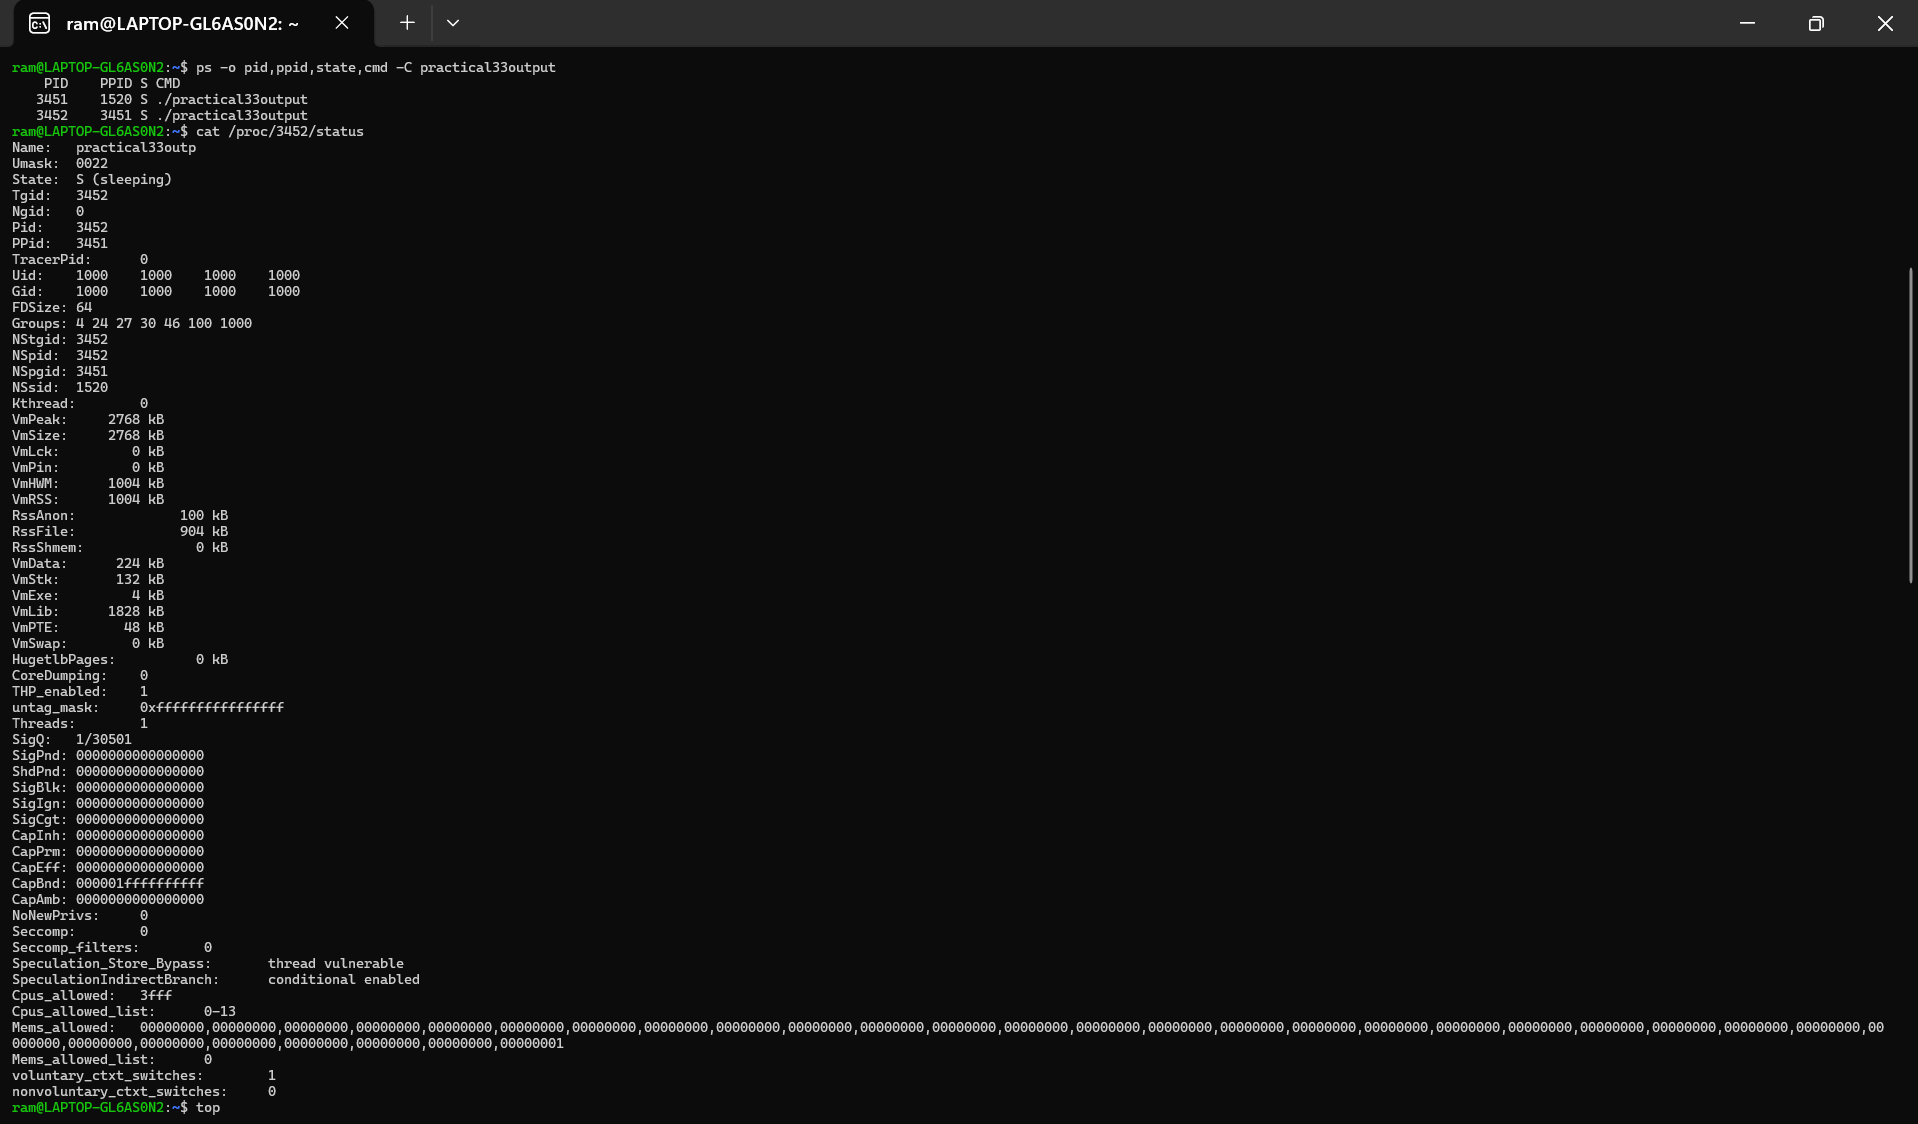 ram@LAPTOP-GL6AS0N2: ~
ram@LAPTOP-GL6AS0N2:~$ ps -o pid,ppid,state,cmd -C practical33output
    PID    PPID S CMD
   3451    1520 S ./practical33output
   3452    3451 S ./practical33output
ram@LAPTOP-GL6AS0N2:~$ cat /proc/3452/status
Name:   practical33outp
Umask:  0022
State:  S (sleeping)
Tgid:   3452
Ngid:   0
Pid:    3452
PPid:   3451
TracerPid:      0
Uid:    1000    1000    1000    1000
Gid:    1000    1000    1000    1000
FDSize: 64
Groups: 4 24 27 30 46 100 1000
NStgid: 3452
NSpid:  3452
NSpgid: 3451
NSsid:  1520
Kthread:        0
VmPeak:     2768 kB
VmSize:     2768 kB
VmLck:         0 kB
VmPin:         0 kB
VmHWM:      1004 kB
VmRSS:      1004 kB
RssAnon:             100 kB
RssFile:             904 kB
RssShmem:              0 kB
VmData:      224 kB
VmStk:       132 kB
VmExe:         4 kB
VmLib:      1828 kB
VmPTE:        48 kB
VmSwap:        0 kB
HugetlbPages:          0 kB
CoreDumping:    0
THP_enabled:    1
untag_mask:     0xffffffffffffffff
Threads:        1
SigQ:   1/30501
SigPnd: 0000000000000000
ShdPnd: 0000000000000000
SigBlk: 0000000000000000
SigIgn: 0000000000000000
SigCgt: 0000000000000000
CapInh: 0000000000000000
CapPrm: 0000000000000000
CapEff: 0000000000000000
CapBnd: 000001ffffffffff
CapAmb: 0000000000000000
NoNewPrivs:     0
Seccomp:        0
Seccomp_filters:        0
Speculation_Store_Bypass:       thread vulnerable
SpeculationIndirectBranch:      conditional enabled
Cpus_allowed:   3fff
Cpus_allowed_list:      0-13
Mems_allowed:   00000000,00000000,00000000,00000000,00000000,00000000,00000000,00000000,00000000,00000000,00000000,00000000,00000000,00000000,00000000,00000000,00000000,00000000,00000000,00000000,00000000,00000000,00000000,00000000,00
000000,00000000,00000000,00000000,00000000,00000000,00000000,00000001
Mems_allowed_list:      0
voluntary_ctxt_switches:        1
nonvoluntary_ctxt_switches:     0
ram@LAPTOP-GL6AS0N2:~$ top